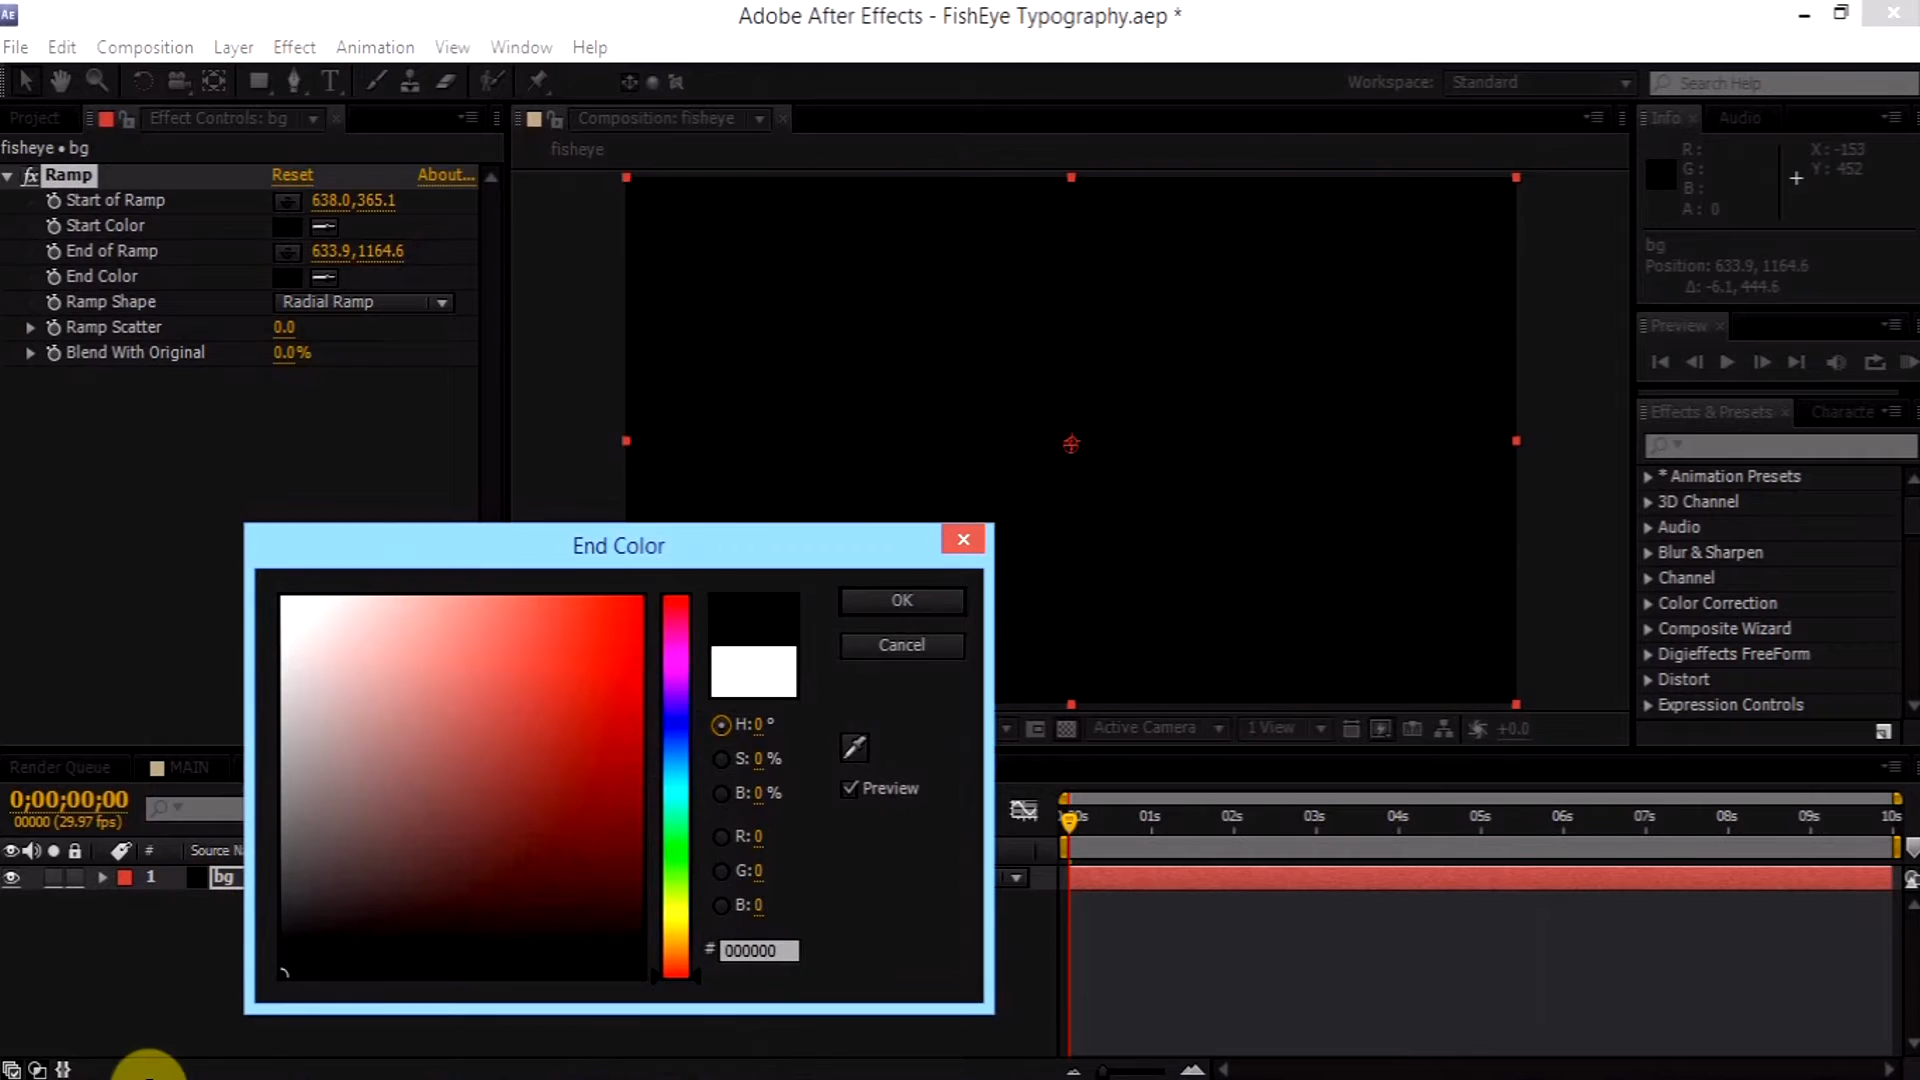 Ae
Adobe After Effects - FishEye Typography.aep *
File Edit Composition Layer Effect Animation View Window Help
Workspace: Standard
Search Help
Project
Effect Controls: bg
Composition: fisheye
Info
Audio
fisheye • bg
fisheye
R:
G:
B:
A: 0
X: -153
Y: 452
fx Ramp Reset About...
Start of Ramp 638.0,365.1
Start Color
End of Ramp 633.9,1164.6
End Color
Ramp Shape Radial Ramp
Ramp Scatter 0.0
Blend With Original 0.0%
bg
Position: 633.9, 1164.6
Δ: -6.1, 444.6
Preview
Effects & Presets
Characte
* Animation Presets
3D Channel
Audio
Blur & Sharpen
Channel
Color Correction
Composite Wizard
Digieffects FreeForm
Distort
Expression Controls
End Color
OK
Cancel
H: 0 °
S: 0 %
B: 0 %
Preview
R: 0
G: 0
B: 0
# 000000
Active Camera
1 View
+0.0
Render Queue
MAIN
0;00;00;00
00000 (29.97 fps)
01s 02s 03s 04s 05s 06s 07s 08s 09s 10s
# Source
1 bg